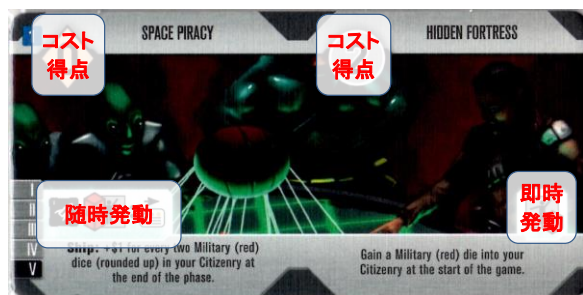 SPACE PIRACY
HIDDEN FORTRESS
コスト
得点
コスト
得点
随時発動
即時
発動
I
II
III
IV
V
Ship: +$1 for every two Military (red)
dice (rounded up) in your Citizenry at
the end of the phase.
Gain a Military (red) die into your
Citizenry at the start of the game.